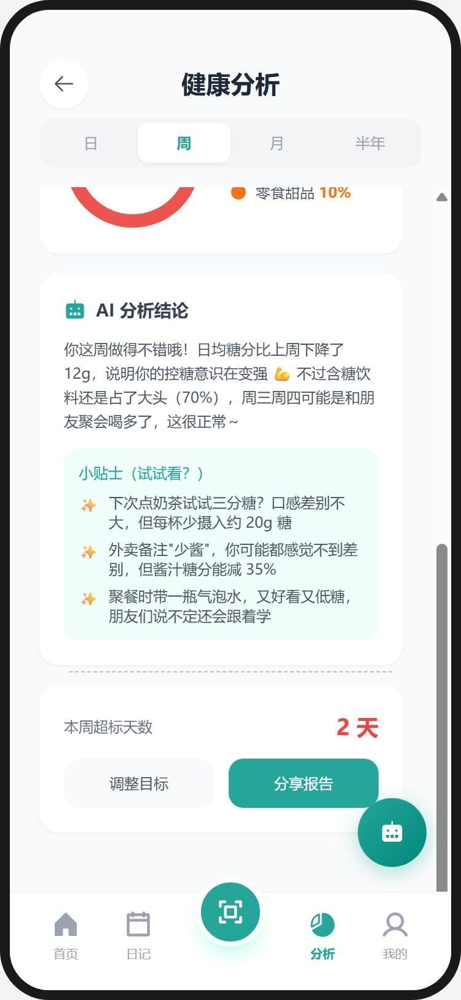 健康分析
日 周 月 半年
零食甜品 10%
AI 分析结论
你这周做得不错哦！日均糖分比上周下降了
12g，说明你的控糖意识在变强 💪 不过含糖饮
料还是占了大头（70%），周三周四可能是和朋
友聚会喝多了，这很正常～
小贴士（试试看？）
✨ 下次点奶茶试试三分糖？口感差别不
大，但每杯少摄入约 20g 糖
✨ 外卖备注"少酱"，你可能都感觉不到差
别，但酱汁糖分能减 35%
✨ 聚餐时带一瓶气泡水，又好看又低糖，
朋友们说不定还会跟着学
本周超标天数 2 天
调整目标 分享报告
首页 日记 分析 我的